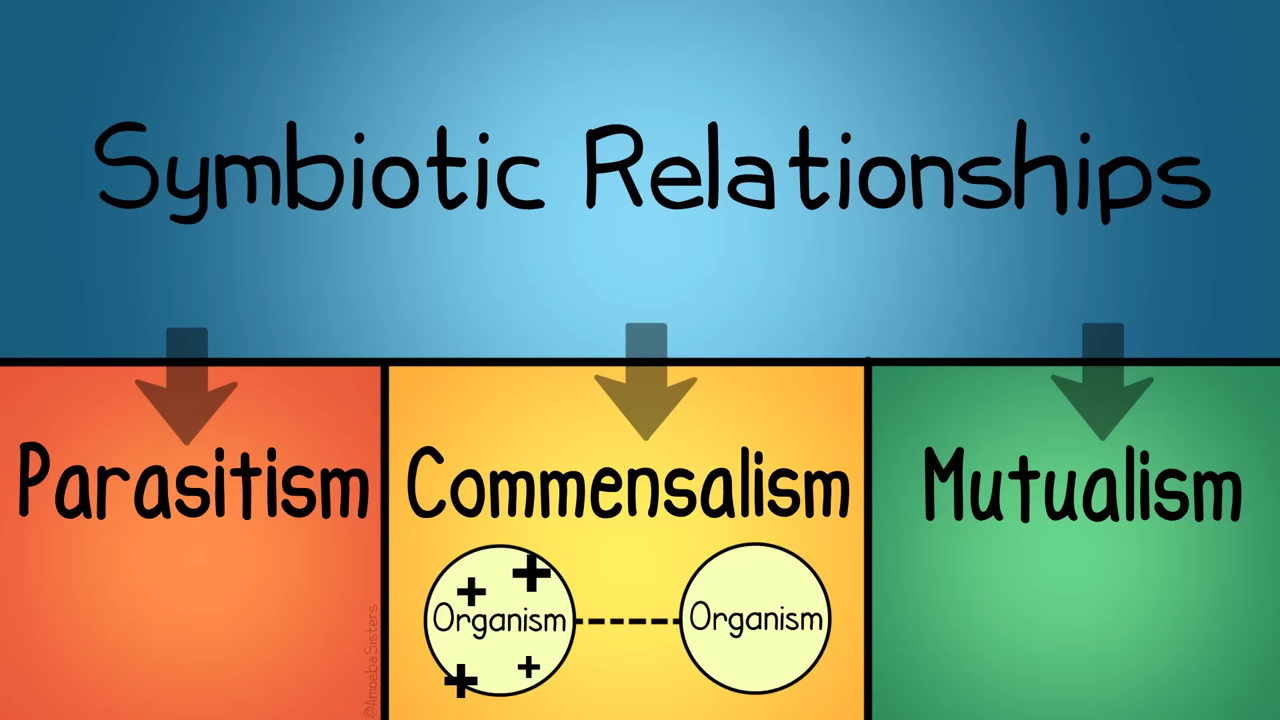 Symbiotic Relationships
Parasitism
Commensalism
Mutualism
Organism
Organism
@AmoebaSisters